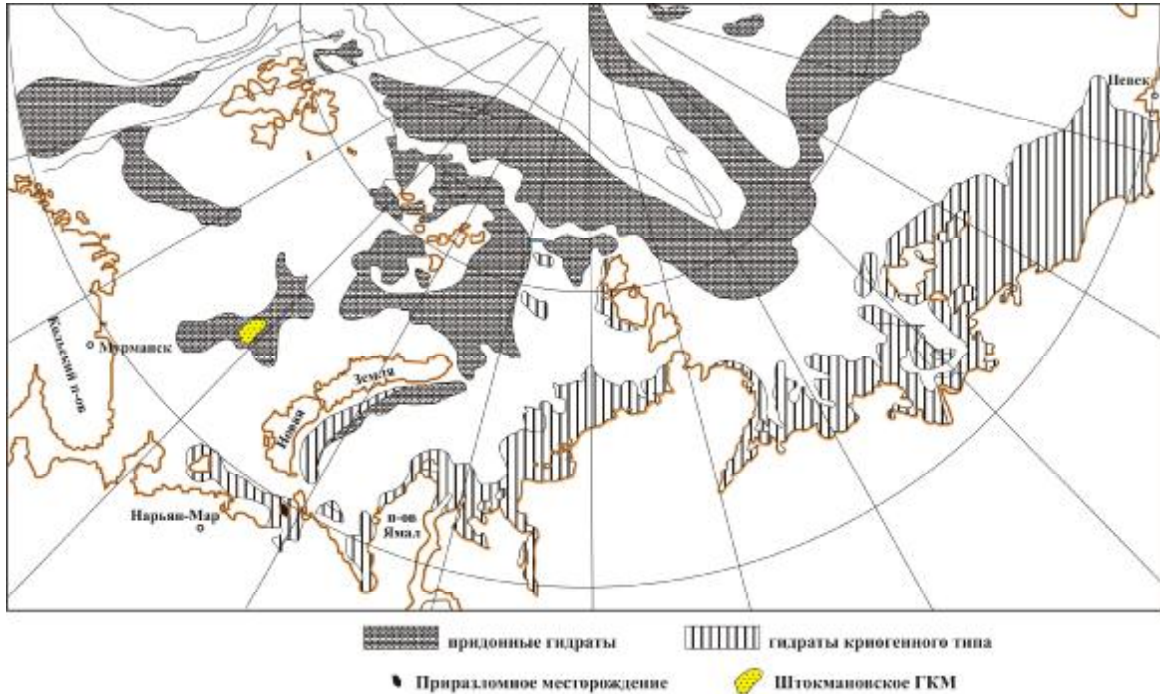 Певек
Кольский п-ов
Мурманск
Новая
Земля
Нарьян-Мар
п-ов
Ямал
придонные гидраты
гидраты криогенного типа
Приразломное месторождение
Штокмановское ГКМ